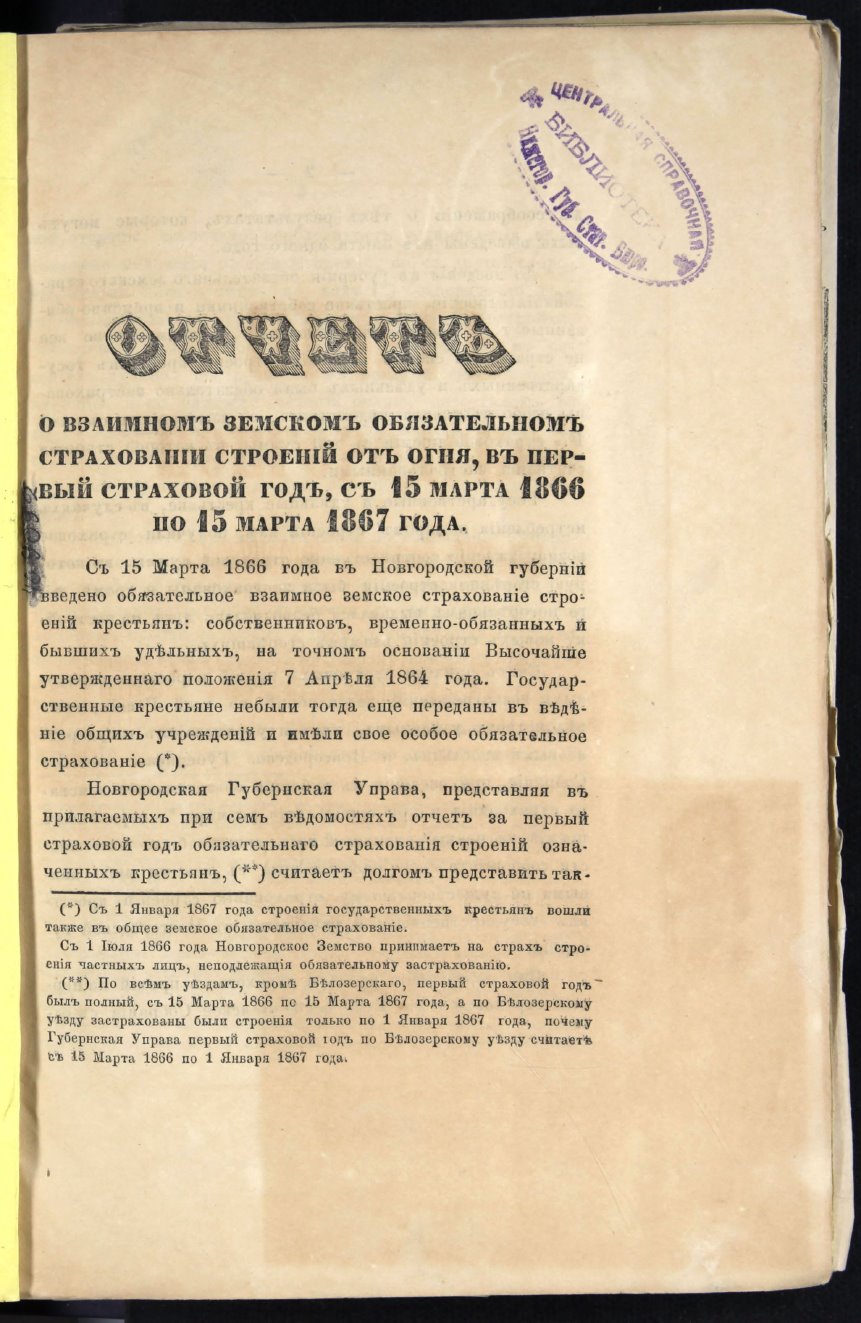 ЦЕНТРАЛЬНАЯ СПРАВОЧНАЯ
БИБЛИОТЕКА
Нижегор. Губ. Стат. Бюро.
ОТЧЕТЪ
О ВЗАИМНОМЪ ЗЕМСКОМЪ ОБЯЗАТЕЛЬНОМЪ
СТРАХОВАНІИ СТРОЕНІЙ ОТЪ ОГНЯ, ВЪ ПЕР-
ВЫЙ СТРАХОВОЙ ГОДЪ, СЪ 15 МАРТА 1866
ПО 15 МАРТА 1867 ГОДА.
Съ 15 Марта 1866 года въ Новгородской губерніи
введено обязательное взаимное земское страхованіе стро-
еній крестьянъ: собственниковъ, временно-обязанныхъ и
бывшихъ удѣльныхъ, на точномъ основаніи Высочайше
утвержденнаго положенія 7 Апрѣля 1864 года. Государ-
ственные крестьяне небыли тогда еще переданы въ вѣдѣ-
ніе общихъ учрежденій и имѣли свое особое обязательное
страхованіе (*).
Новгородская Губернская Управа, представляя въ
прилагаемыхъ при семъ вѣдомостяхъ отчетъ за первый
страховой годъ обязательнаго страхованія строеній озна-
ченныхъ крестьянъ, (**) считаетъ долгомъ представить так-
(*) Съ 1 Января 1867 года строенія государственныхъ крестьянъ вошли
также въ общее земское обязательное страхованіе.
Съ 1 Іюля 1866 года Новгородское Земство принимаетъ на страхъ стро-
енія частныхъ лицъ, неподлежащія обязательному застрахованію.
(**) По всѣмъ уѣздамъ, кромѣ Бѣлозерскаго, первый страховой годъ
былъ полный, съ 15 Марта 1866 по 15 Марта 1867 года, а по Бѣлозерскому
уѣзду застрахованы были строенія только по 1 Января 1867 года, почему
Губернская Управа первый страховой годъ по Бѣлозерскому уѣзду считаетъ
съ 15 Марта 1866 по 1 Января 1867 года.